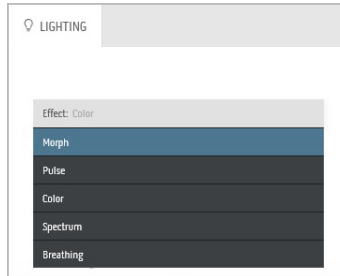 LIGHTING
Effect: Color
Morph
Pulse
Color
Spectrum
Breathing